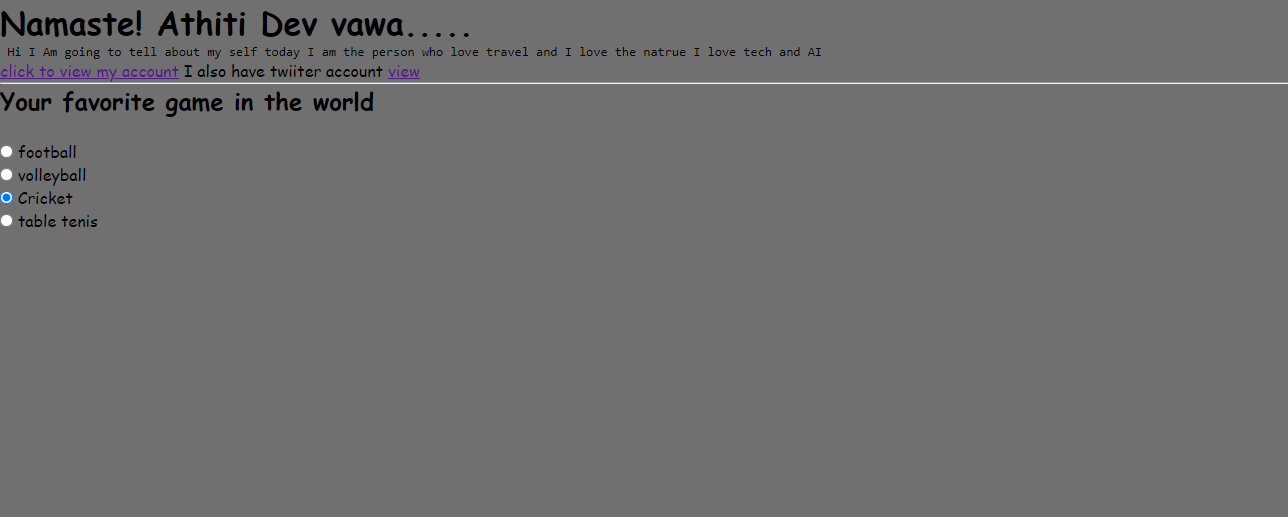 Namaste! Athiti Dev vawa.....
Hi I Am going to tell about my self today I am the person who love travel and I love the natrue I love tech and AI
click to view my account I also have twiiter account view
Your favorite game in the world
football
volleyball
Cricket
table tenis